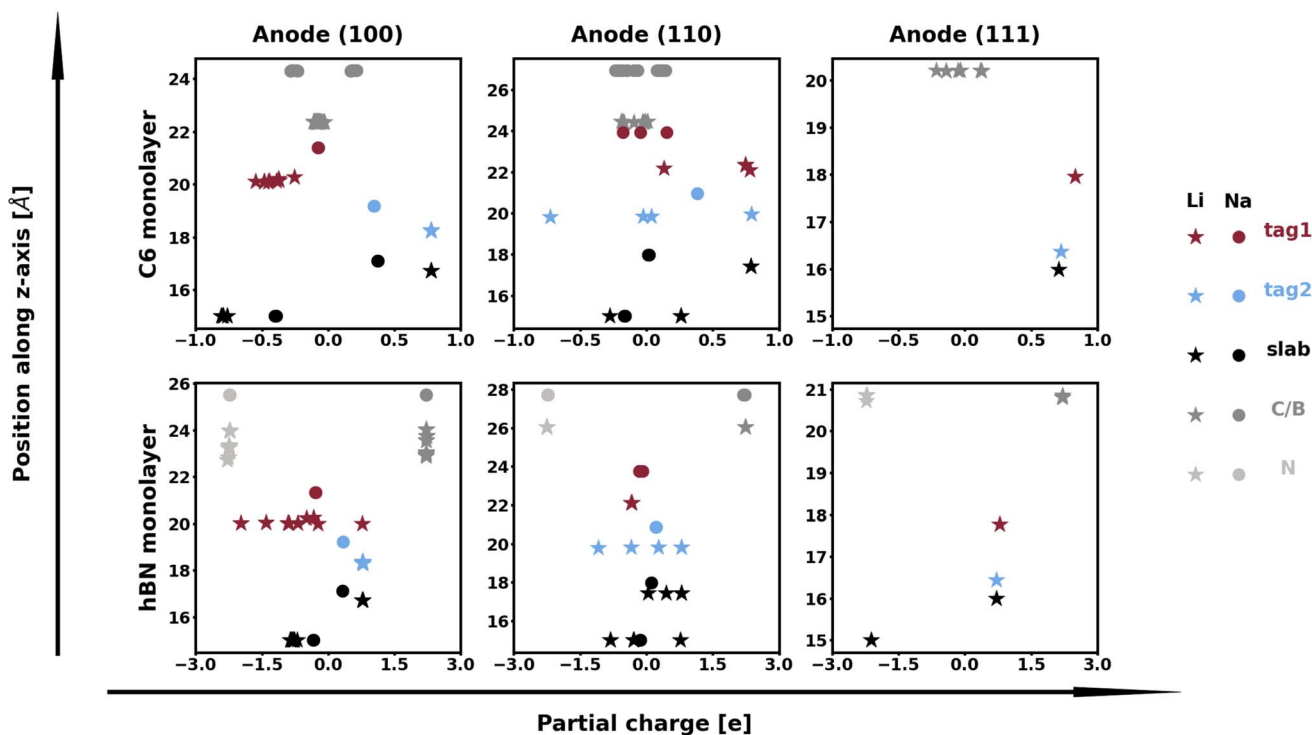 Anode (100) Anode (110) Anode (111)
Position along z-axis [Å]
C6 monolayer
24
22
20
18
16
−1.0 −0.5 0.0 0.5 1.0
26
24
22
20
18
16
−1.0 −0.5 0.0 0.5 1.0
20
19
18
17
16
15
−1.0 −0.5 0.0 0.5 1.0
hBN monolayer
26
24
22
20
18
16
−3.0 −1.5 0.0 1.5 3.0
28
26
24
22
20
18
16
−3.0 −1.5 0.0 1.5 3.0
21
20
19
18
17
16
15
−3.0 −1.5 0.0 1.5 3.0
Li Na
tag1
tag2
slab
C/B
N
Partial charge [e]